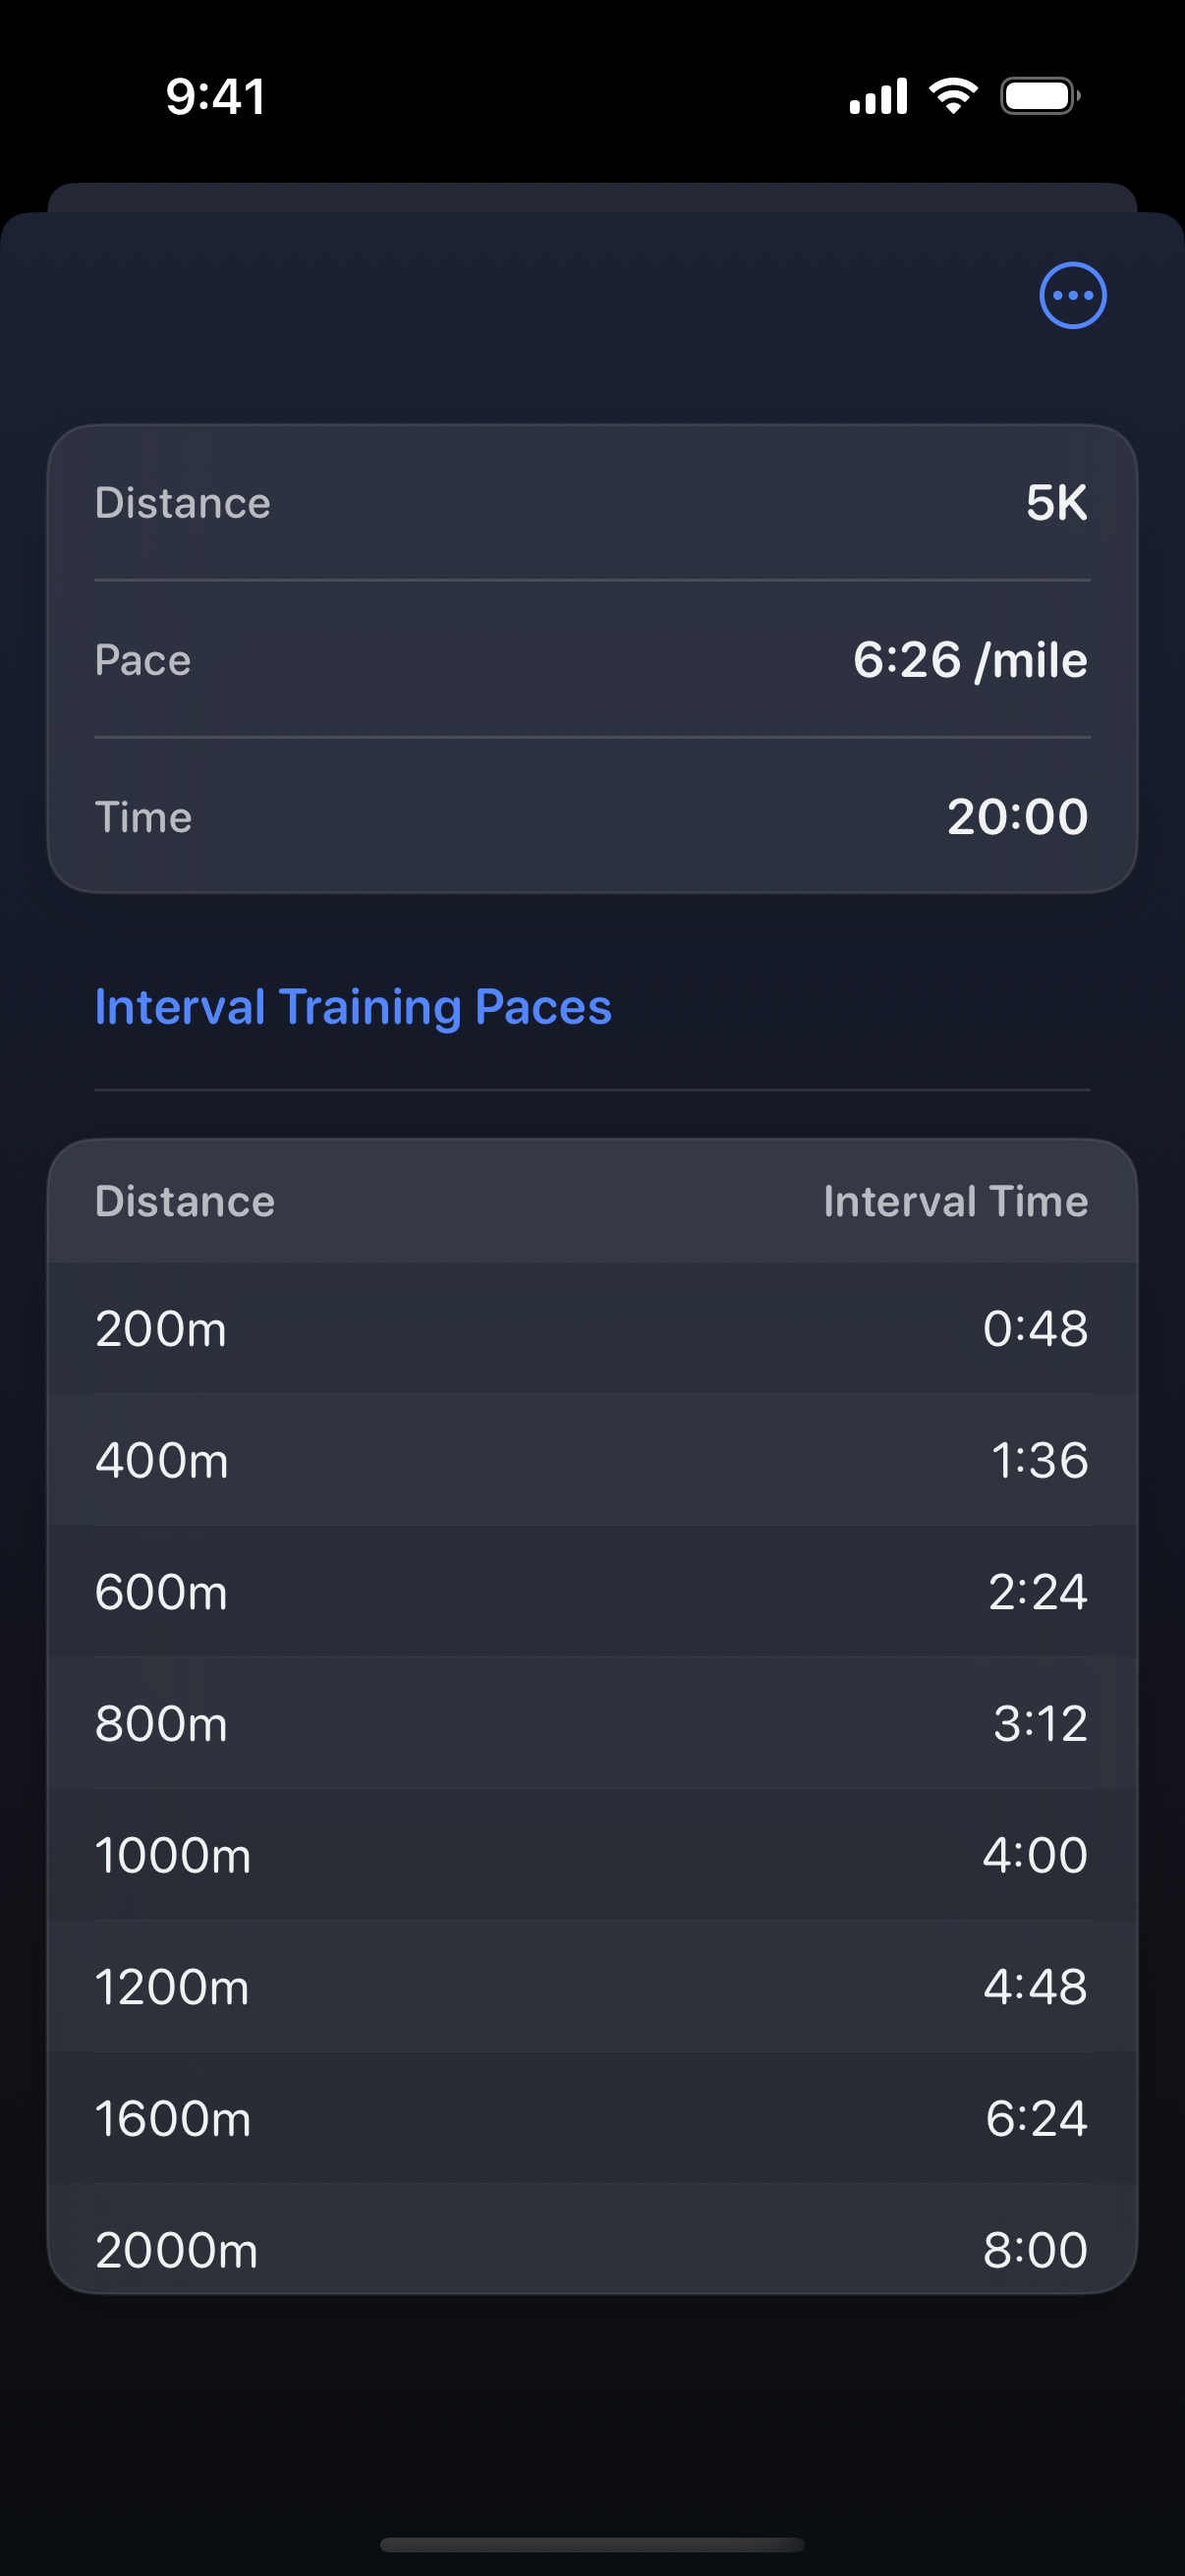 9:41
Distance 5K
Pace 6:26 /mile
Time 20:00
Interval Training Paces
Distance Interval Time
200m 0:48
400m 1:36
600m 2:24
800m 3:12
1000m 4:00
1200m 4:48
1600m 6:24
2000m 8:00